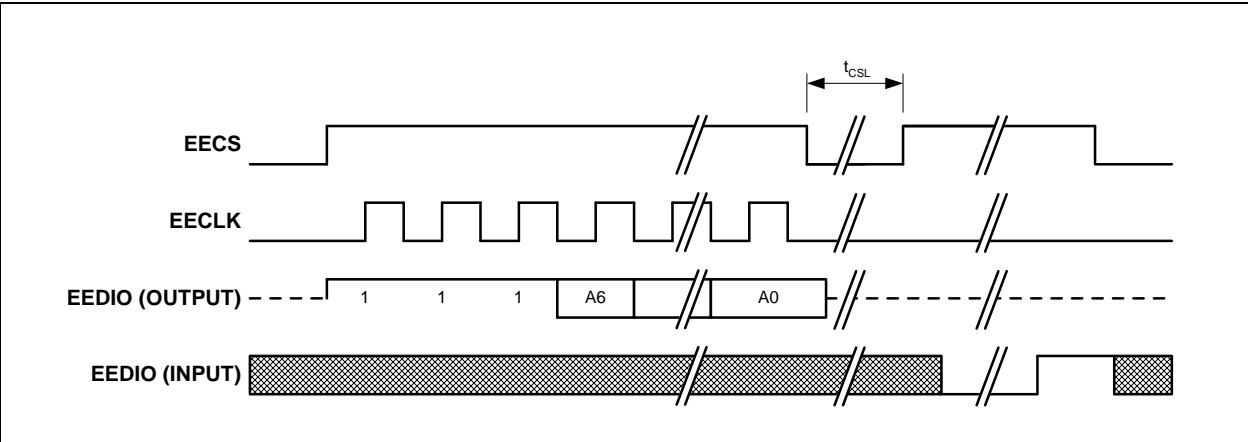 tCSL
EECS
EECLK
EEDIO (OUTPUT) 1 1 1 A6 A0
EEDIO (INPUT)